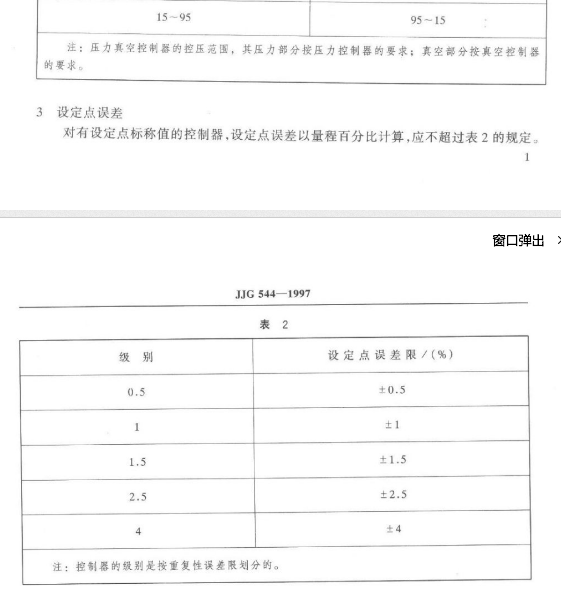 15~95 95~15
注：压力真空控制器的控压范围，其压力部分按压力控制器的要求；真空部分按真空控制器
的要求。
3 设定点误差
对有设定点标称值的控制器，设定点误差以量程百分比计算，应不超过表 2 的规定。
1
窗口弹出 ×
JJG 544—1997
表 2
级 别 设定点误差限/(%)
0.5 ±0.5
1 ±1
1.5 ±1.5
2.5 ±2.5
4 ±4
注：控制器的级别是按重复性误差限划分的。